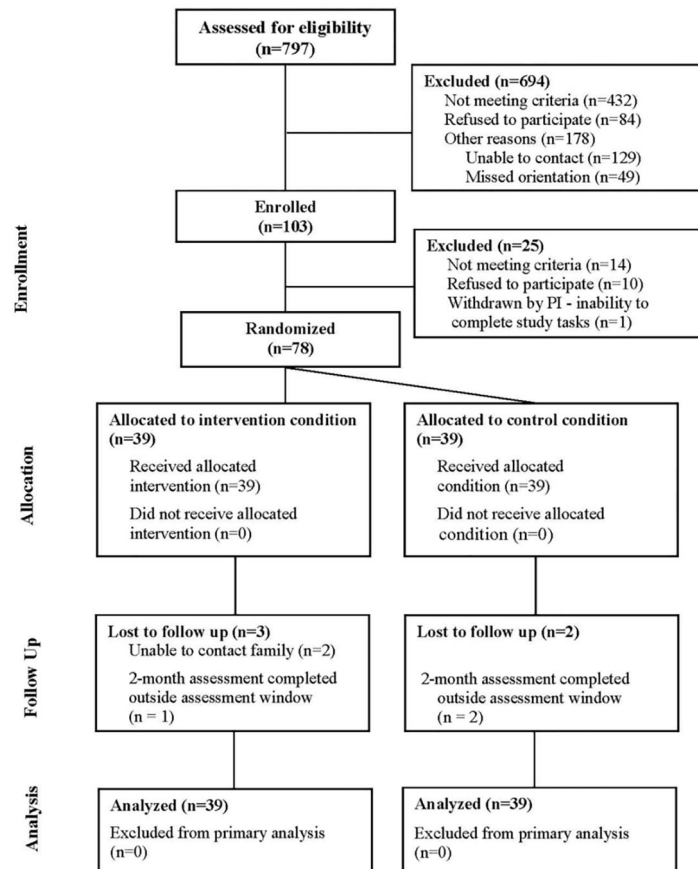 Assessed for eligibility
(n=797)
Excluded (n=694)
Not meeting criteria (n=432)
Refused to participate (n=84)
Other reasons (n=178)
Unable to contact (n=129)
Missed orientation (n=49)
Enrollment
Enrolled
(n=103)
Excluded (n=25)
Not meeting criteria (n=14)
Refused to participate (n=10)
Withdrawn by PI - inability to
complete study tasks (n=1)
Randomized
(n=78)
Allocation
Allocated to intervention condition
(n=39)
Received allocated
intervention (n=39)
Did not receive allocated
intervention (n=0)
Allocated to control condition
(n=39)
Received allocated
condition (n=39)
Did not receive allocated
condition (n=0)
Follow Up
Lost to follow up (n=3)
Unable to contact family (n=2)
2-month assessment completed
outside assessment window
(n = 1)
Lost to follow up (n=2)
2-month assessment completed
outside assessment window
(n = 2)
Analysis
Analyzed (n=39)
Excluded from primary analysis
(n=0)
Analyzed (n=39)
Excluded from primary analysis
(n=0)